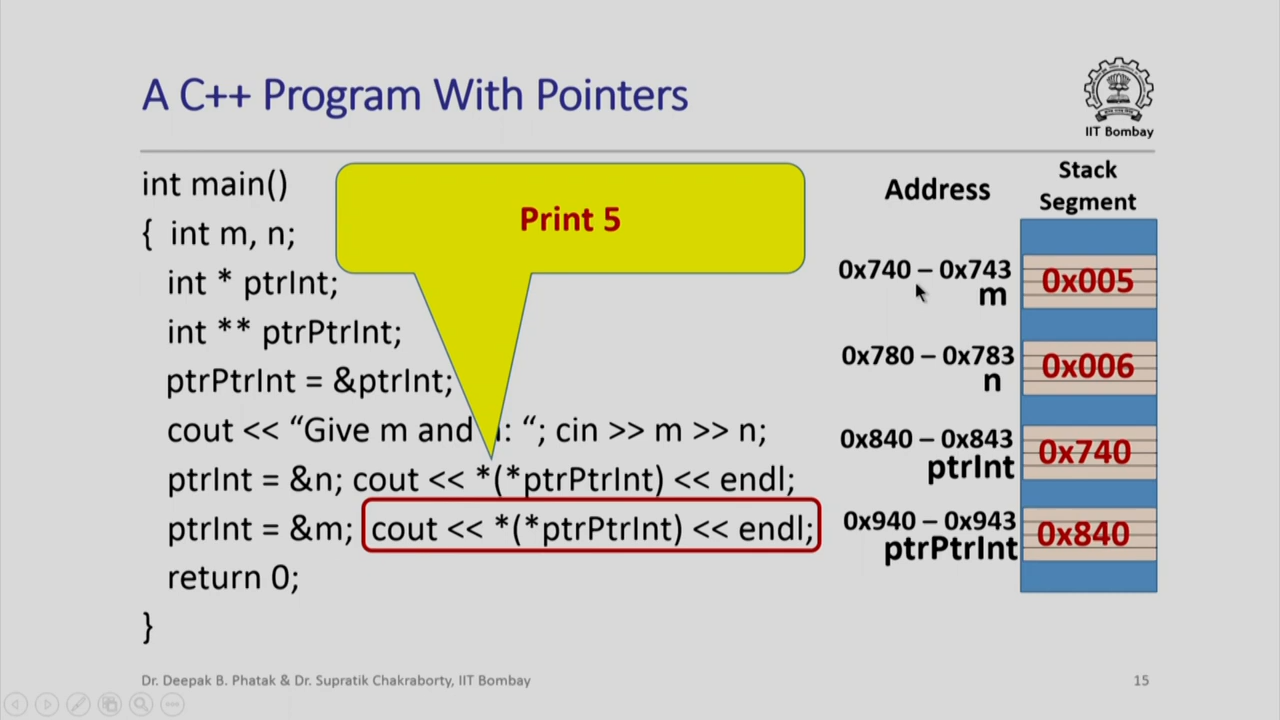 A C++ Program With Pointers
IIT Bombay
int main()
{ int m, n;
int * ptrInt;
int ** ptrPtrInt;
ptrPtrInt = &ptrInt;
cout << “Give m and : “; cin >> m >> n;
ptrInt = &n; cout << *(*ptrPtrInt) << endl;
ptrInt = &m; cout << *(*ptrPtrInt) << endl;
return 0;
}
Print 5
Address
Stack
Segment
0x740 – 0x743
m
0x005
0x780 – 0x783
n
0x006
0x840 – 0x843
ptrInt
0x740
0x940 – 0x943
ptrPtrInt
0x840
Dr. Deepak B. Phatak & Dr. Supratik Chakraborty, IIT Bombay
15